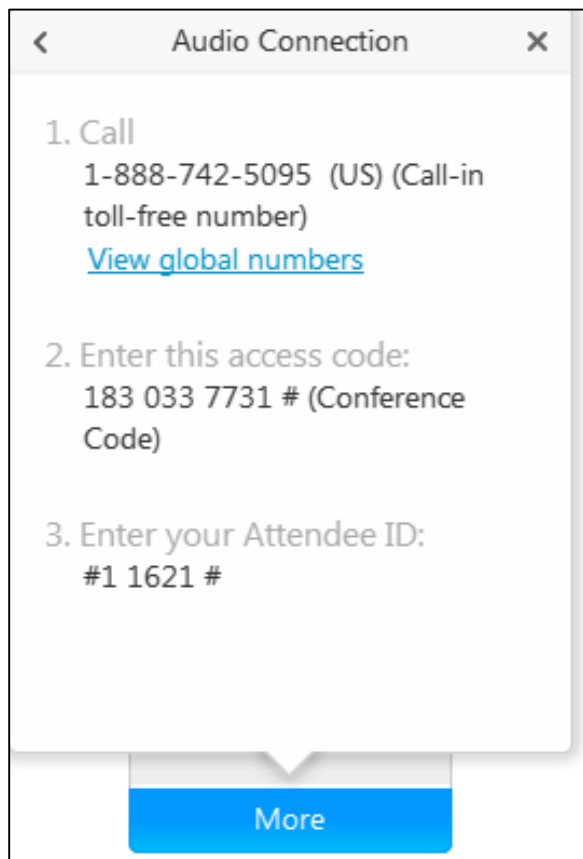 Audio Connection
1. Call
1-888-742-5095 (US) (Call-in
toll-free number)
View global numbers
2. Enter this access code:
183 033 7731 # (Conference
Code)
3. Enter your Attendee ID:
#1 1621 #
More